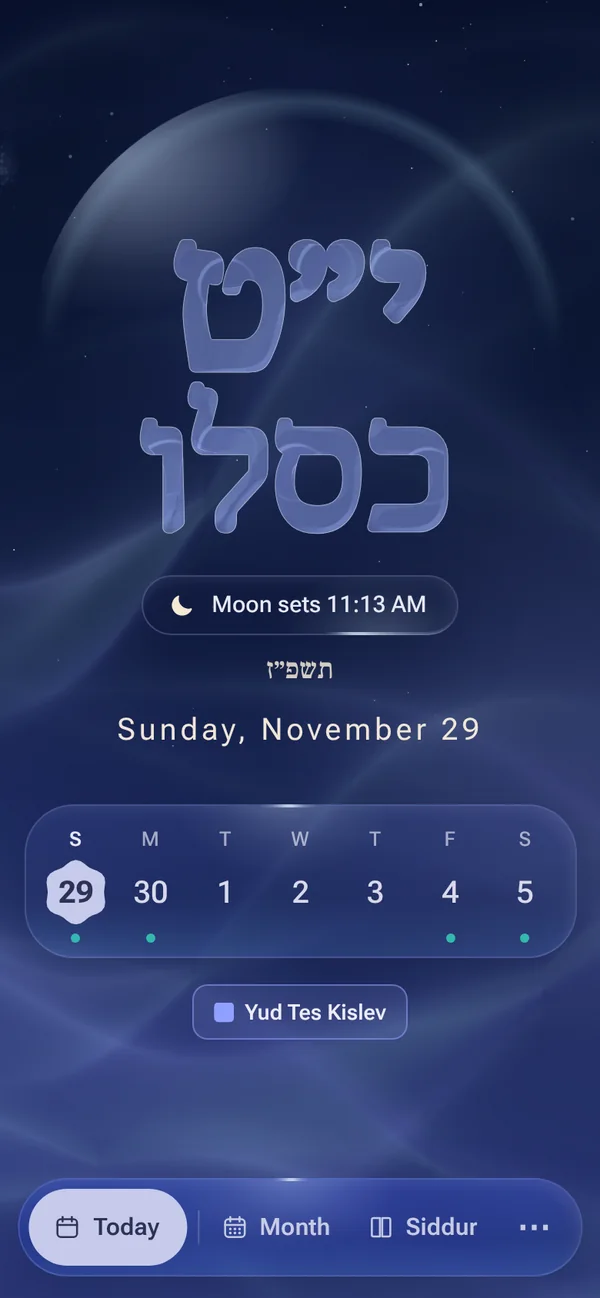 י״ט
כסלו
Moon sets 11:13 AM
תשפ״ז
Sunday, November 29
S M T W T F S
29 30 1 2 3 4 5
Yud Tes Kislev
Today Month Siddur ...